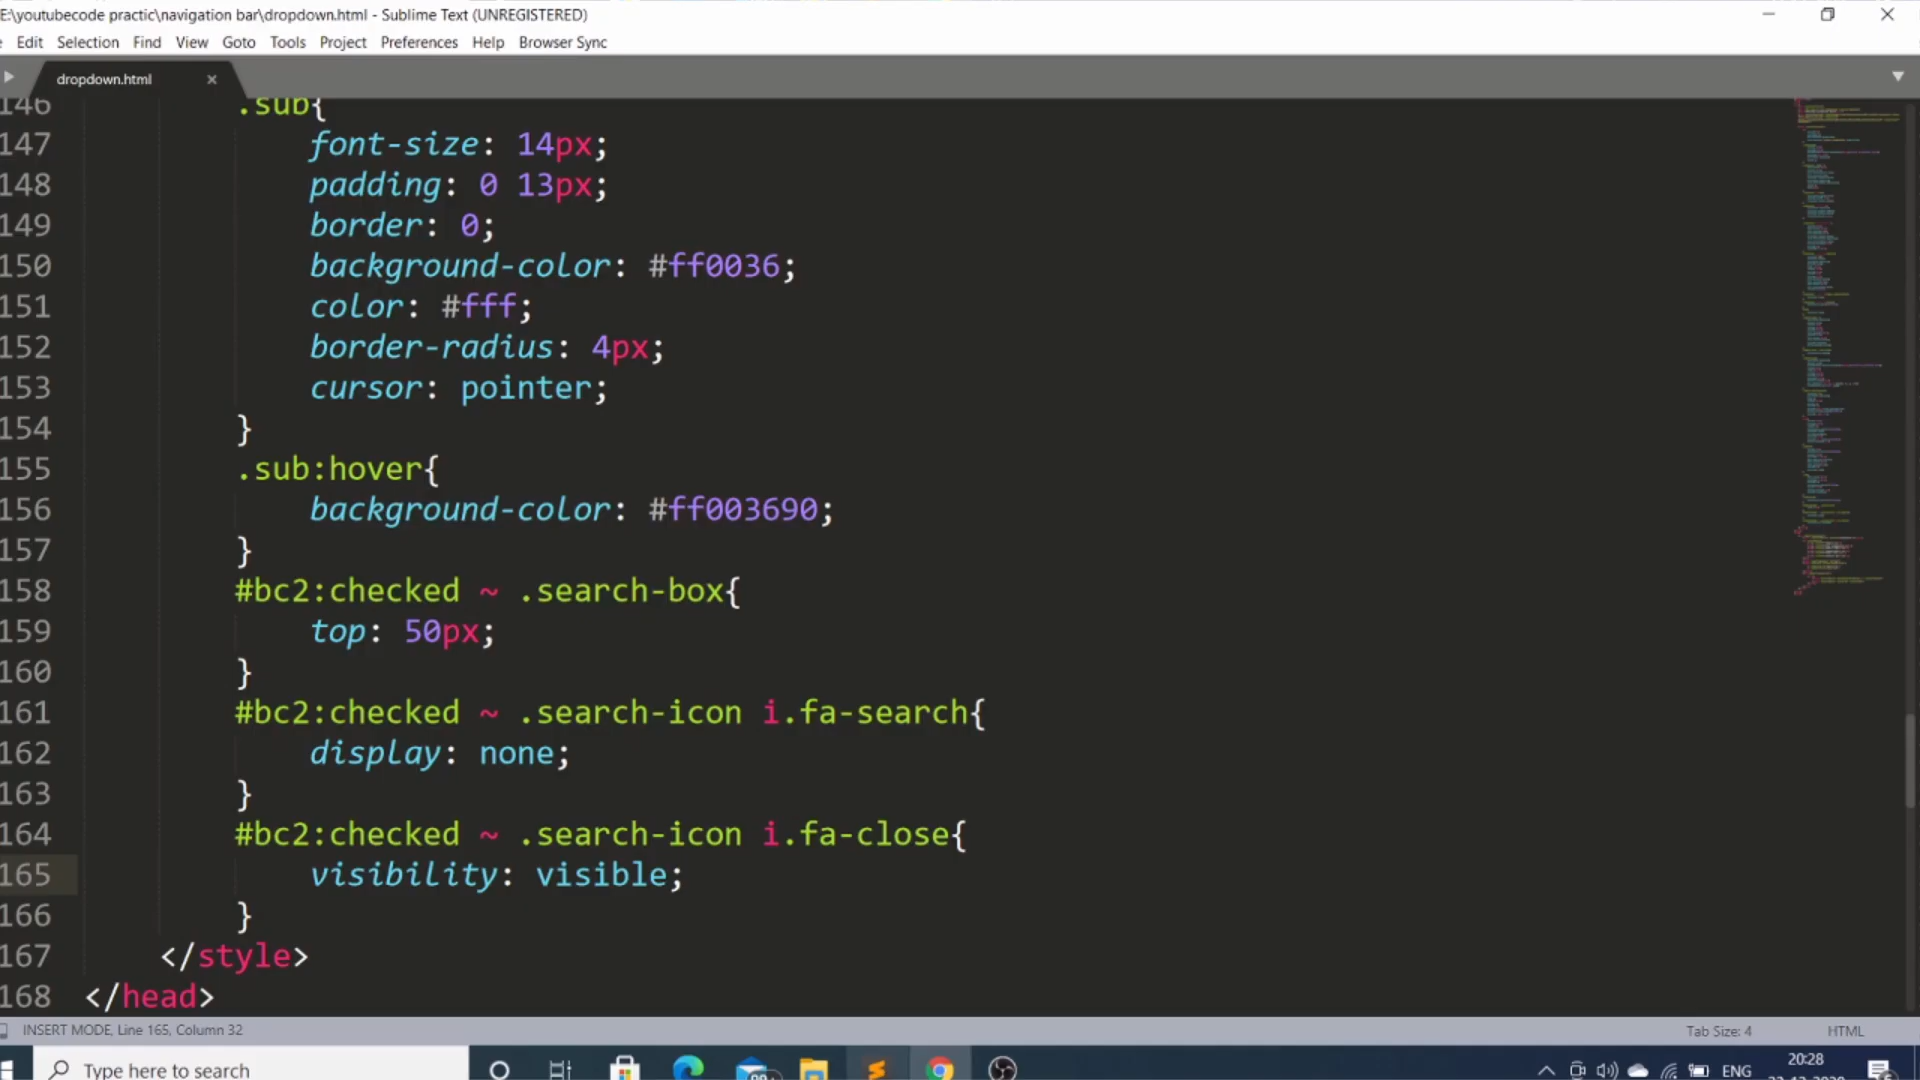 E:\youtubecode practic\navigation bar\dropdown.html - Sublime Text (UNREGISTERED)
Edit Selection Find View Goto Tools Project Preferences Help Browser Sync
dropdown.html
146 .sub{
147 font-size: 14px;
148 padding: 0 13px;
149 border: 0;
150 background-color: #ff0036;
151 color: #fff;
152 border-radius: 4px;
153 cursor: pointer;
154 }
155 .sub:hover{
156 background-color: #ff003690;
157 }
158 #bc2:checked ~ .search-box{
159 top: 50px;
160 }
161 #bc2:checked ~ .search-icon i.fa-search{
162 display: none;
163 }
164 #bc2:checked ~ .search-icon i.fa-close{
165 visibility: visible;
166 }
167 </style>
168 </head>
INSERT MODE, Line 165, Column 32 Tab Size: 4 HTML
Type here to search
ENG
20:28